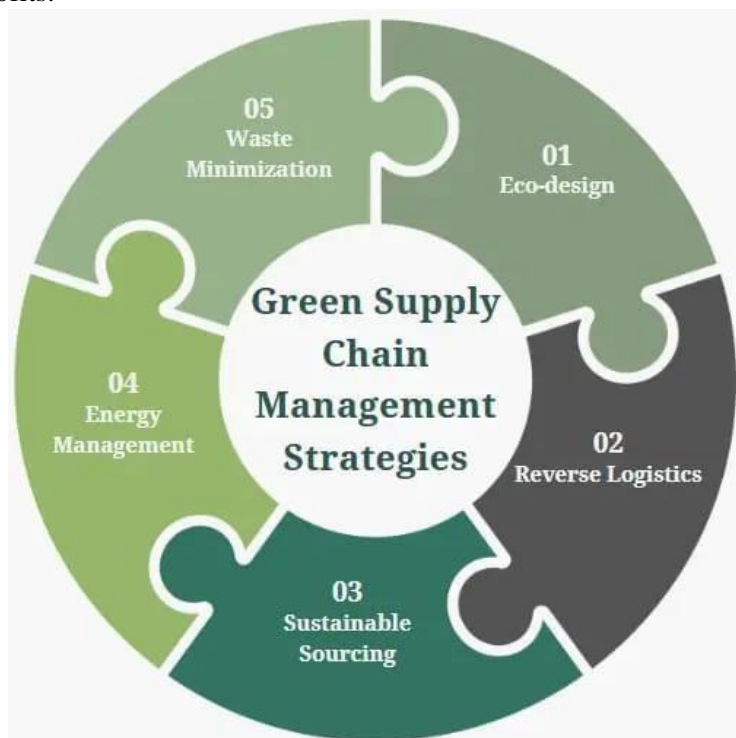 Green Supply
Chain
Management
Strategies
01
Eco-design
02
Reverse Logistics
03
Sustainable
Sourcing
04
Energy
Management
05
Waste
Minimization